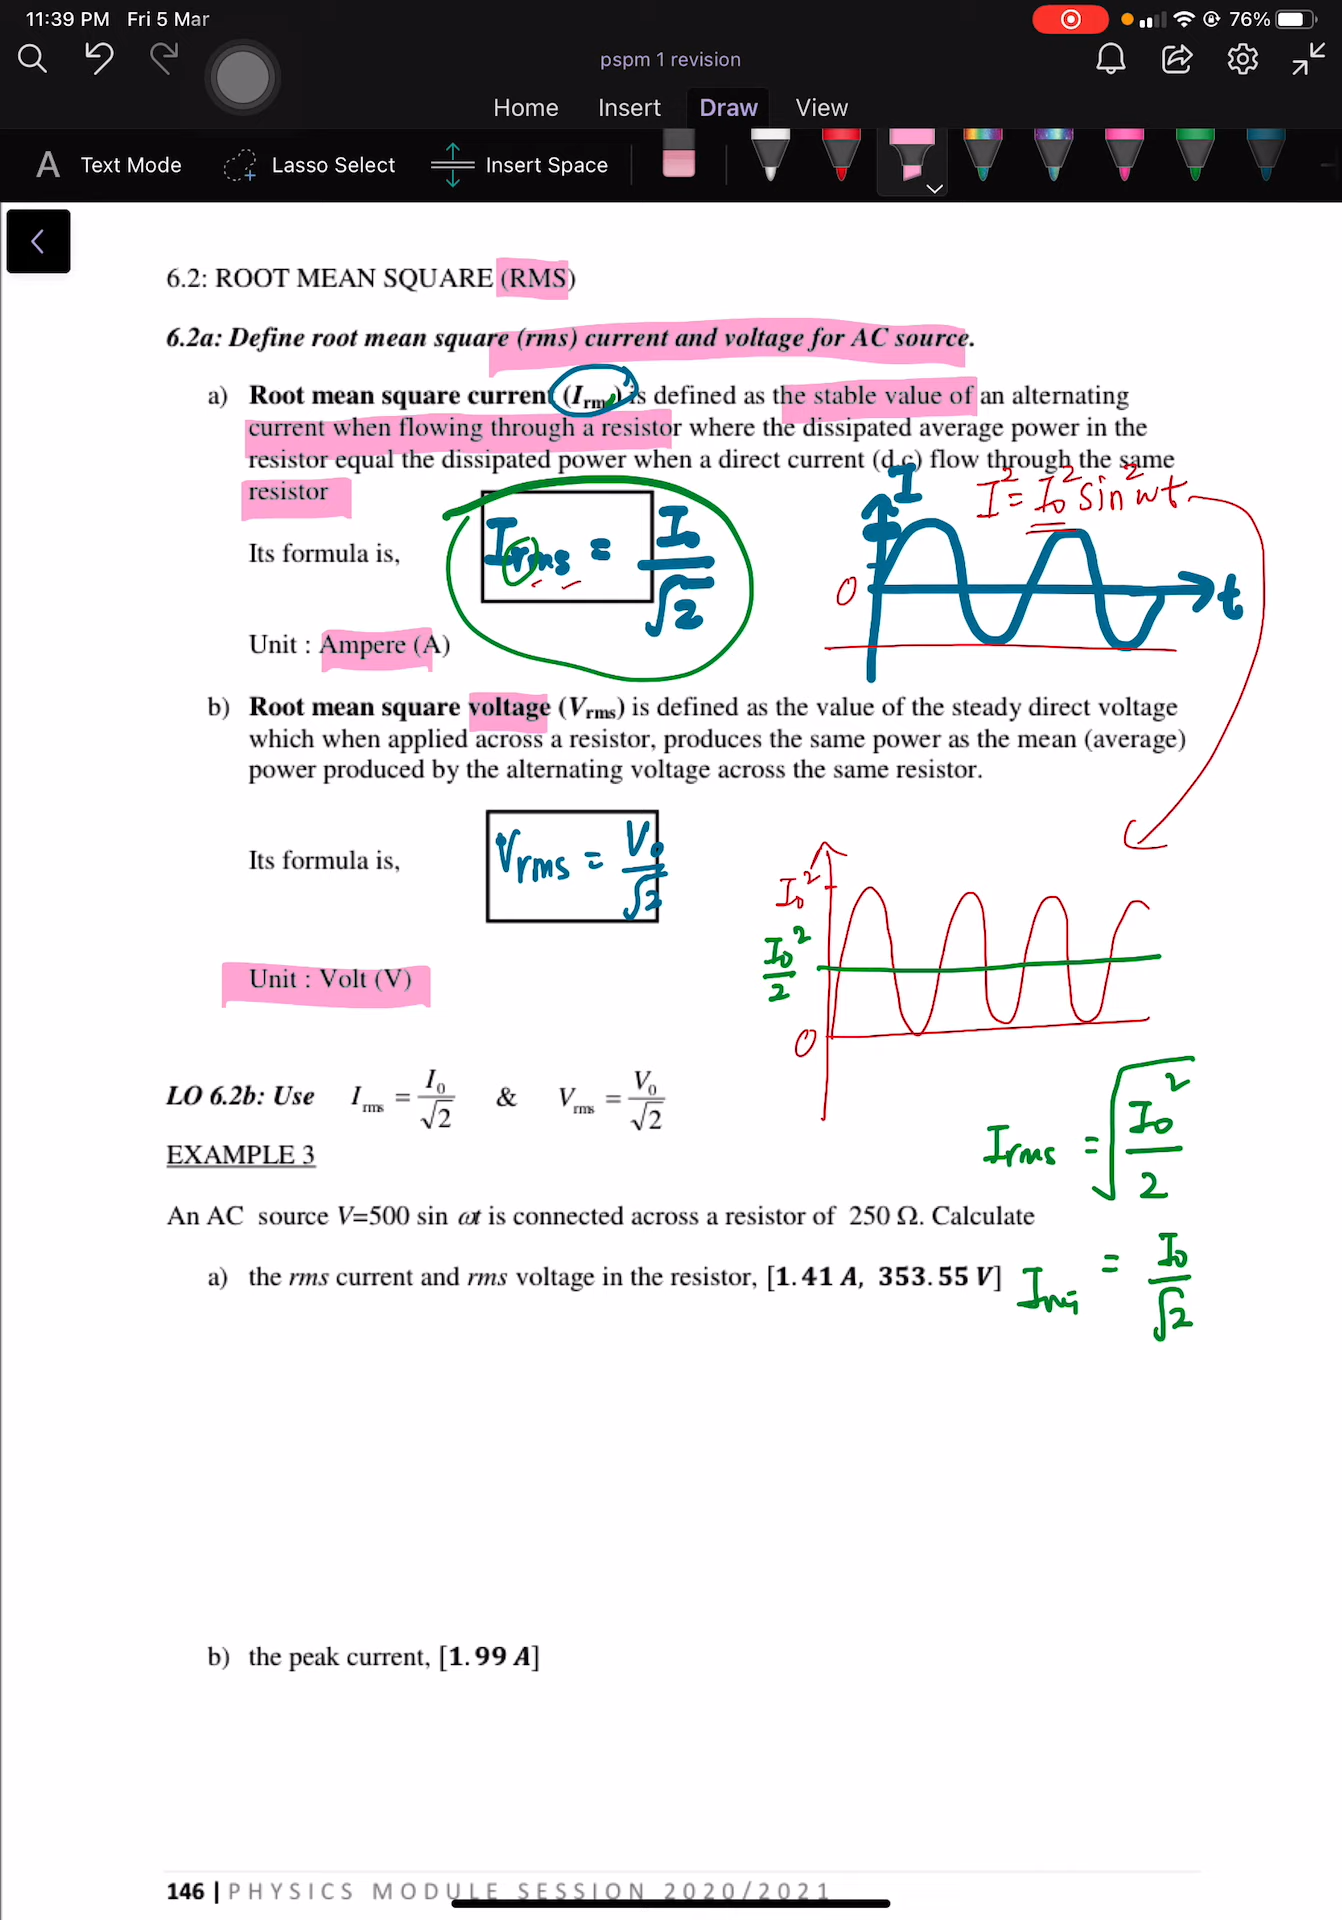 11:39 PM Fri 5 Mar
76%
pspm 1 revision
Home Insert Draw View
A Text Mode Lasso Select Insert Space
6.2: ROOT MEAN SQUARE (RMS)
6.2a: Define root mean square (rms) current and voltage for AC source.
a) Root mean square current (Irms) is defined as the stable value of an alternating
current when flowing through a resistor where the dissipated average power in the
resistor equal the dissipated power when a direct current (d.c) flow through the same
resistor
I
I² = I₀² sin² ωt
Its formula is,
Irms = I₀/√2
0
t
Unit : Ampere (A)
b) Root mean square voltage (Vrms) is defined as the value of the steady direct voltage
which when applied across a resistor, produces the same power as the mean (average)
power produced by the alternating voltage across the same resistor.
Its formula is,
Vrms = V₀/√2
I₀²
I₀²/2
0
Unit : Volt (V)
LO 6.2b: Use Irms = I₀/√2 & Vrms = V₀/√2
Irms = √(I₀²/2)
EXAMPLE 3
An AC source V=500 sin ωt is connected across a resistor of 250 Ω. Calculate
a) the rms current and rms voltage in the resistor, [1.41 A, 353.55 V]
Irms = I₀/√2
b) the peak current, [1.99 A]
146 | PHYSICS MODULE SESSION 2020/2021